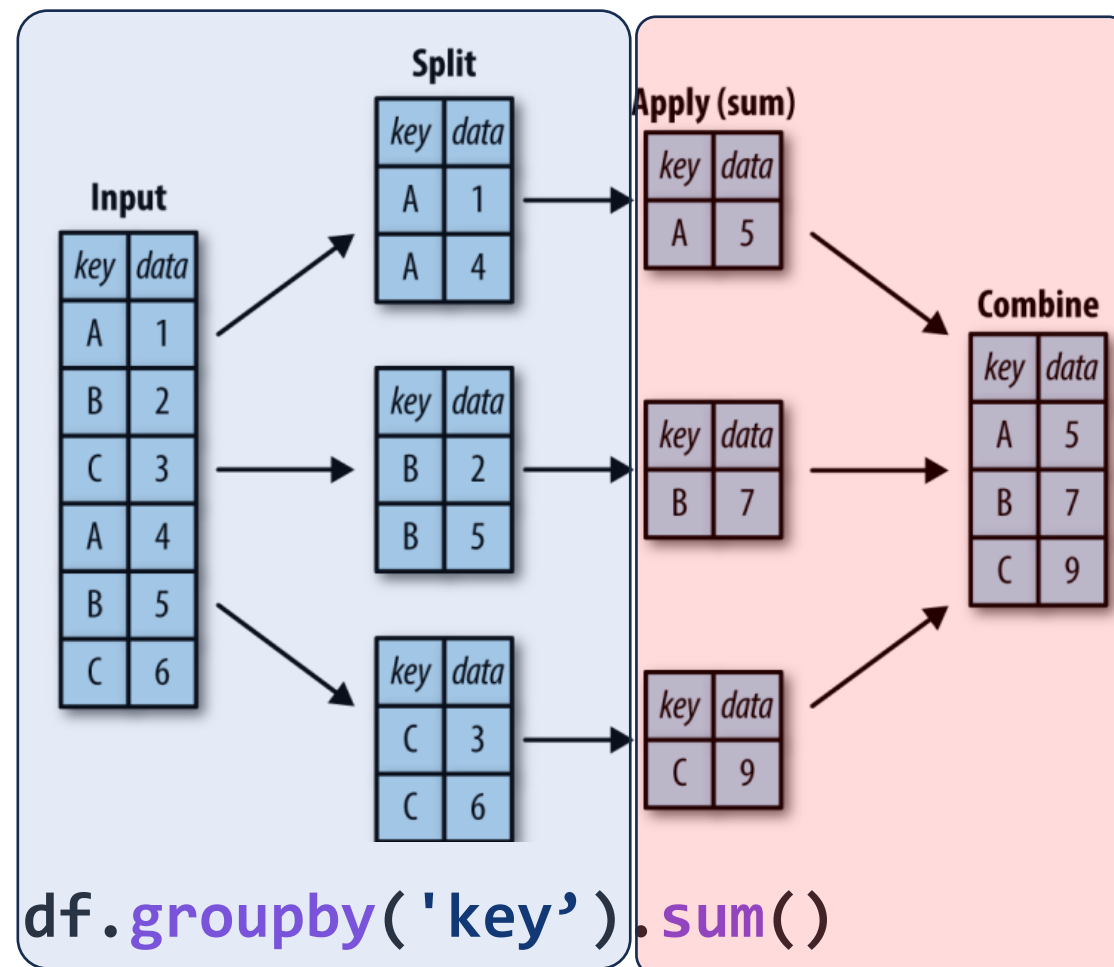 Input
key data
A 1
B 2
C 3
A 4
B 5
C 6
Split
key data
A 1
A 4
key data
B 2
B 5
key data
C 3
C 6
Apply (sum)
key data
A 5
key data
B 7
key data
C 9
Combine
key data
A 5
B 7
C 9
df.groupby('key’).sum()